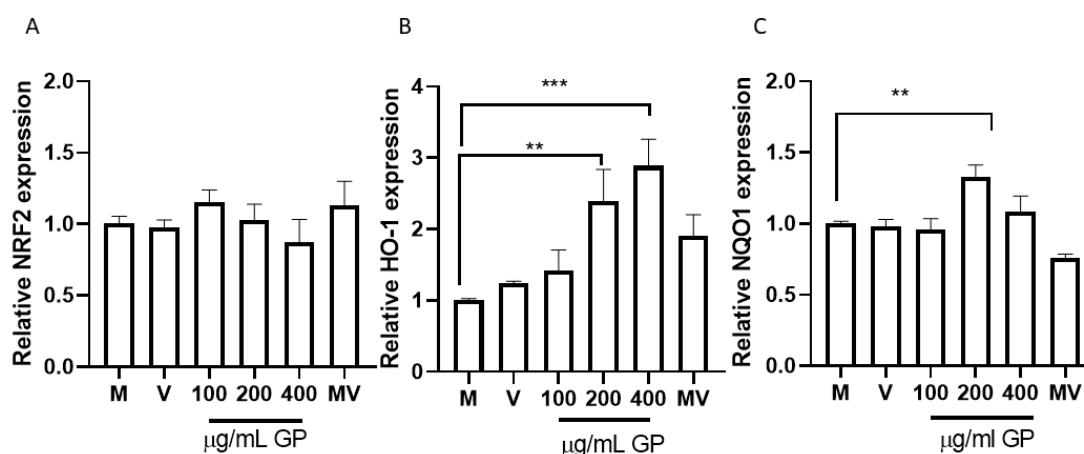 A
Relative NRF2 expression
2.0
1.5
1.0
0.5
0.0
M V 100 200 400 MV
μg/mL GP
B
Relative HO-1 expression
4
3
2
1
0
***
**
M V 100 200 400 MV
μg/mL GP
C
Relative NQO1 expression
2.0
1.5
1.0
0.5
0.0
**
M V 100 200 400 MV
μg/ml GP